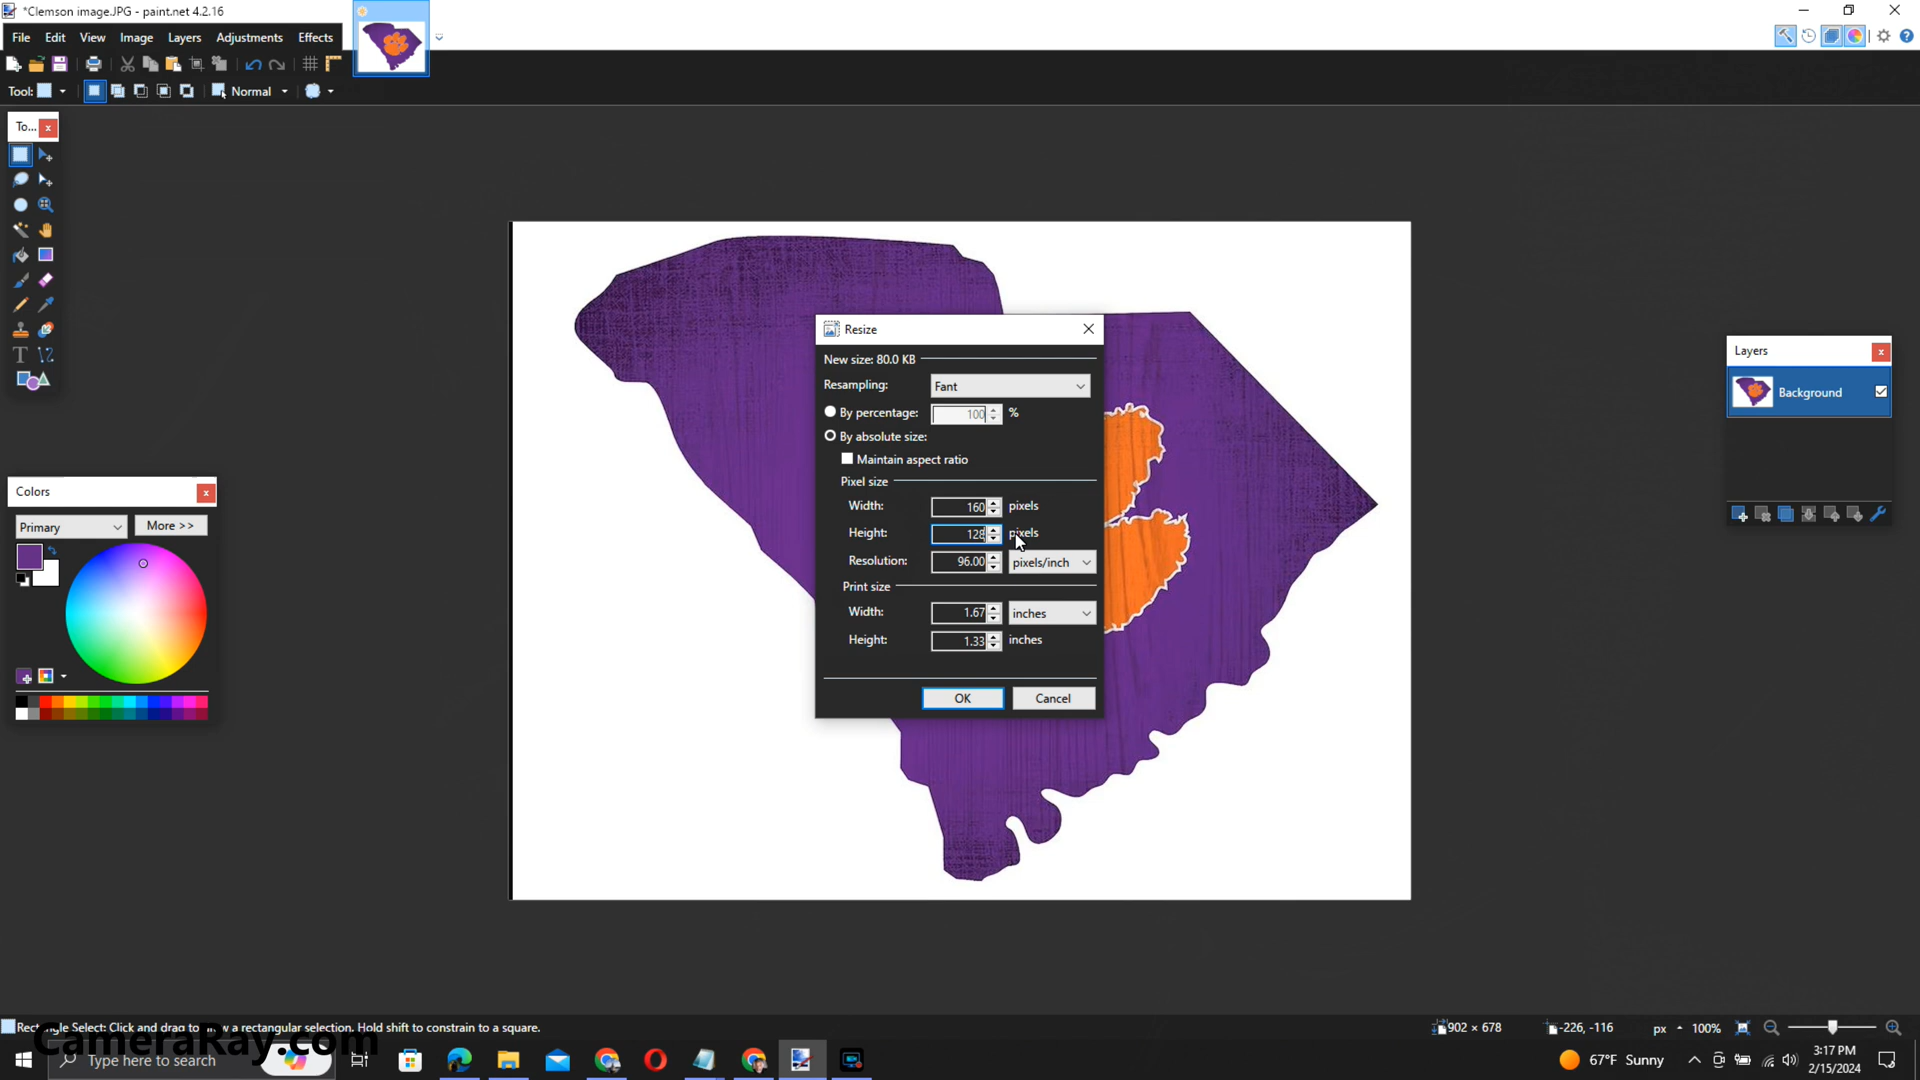 *Clemson image.JPG - paint.net 4.2.16
File Edit View Image Layers Adjustments Effects
Tool: Normal
To...
Resize
New size: 80.0 KB
Resampling: Fant
By percentage: 100 %
By absolute size:
Maintain aspect ratio
Pixel size
Width: 160 pixels
Height: 128 pixels
Resolution: 96.00 pixels/inch
Print size
Width: 1.67 inches
Height: 1.33 inches
OK Cancel
Layers
Background
Colors
Primary More >>
Rectangle Select: Click and drag to draw a rectangular selection. Hold shift to constrain to a square.
902 × 678 -226, -116 px 100%
CameraRay.com
Type here to search
67°F Sunny
3:17 PM
2/15/2024